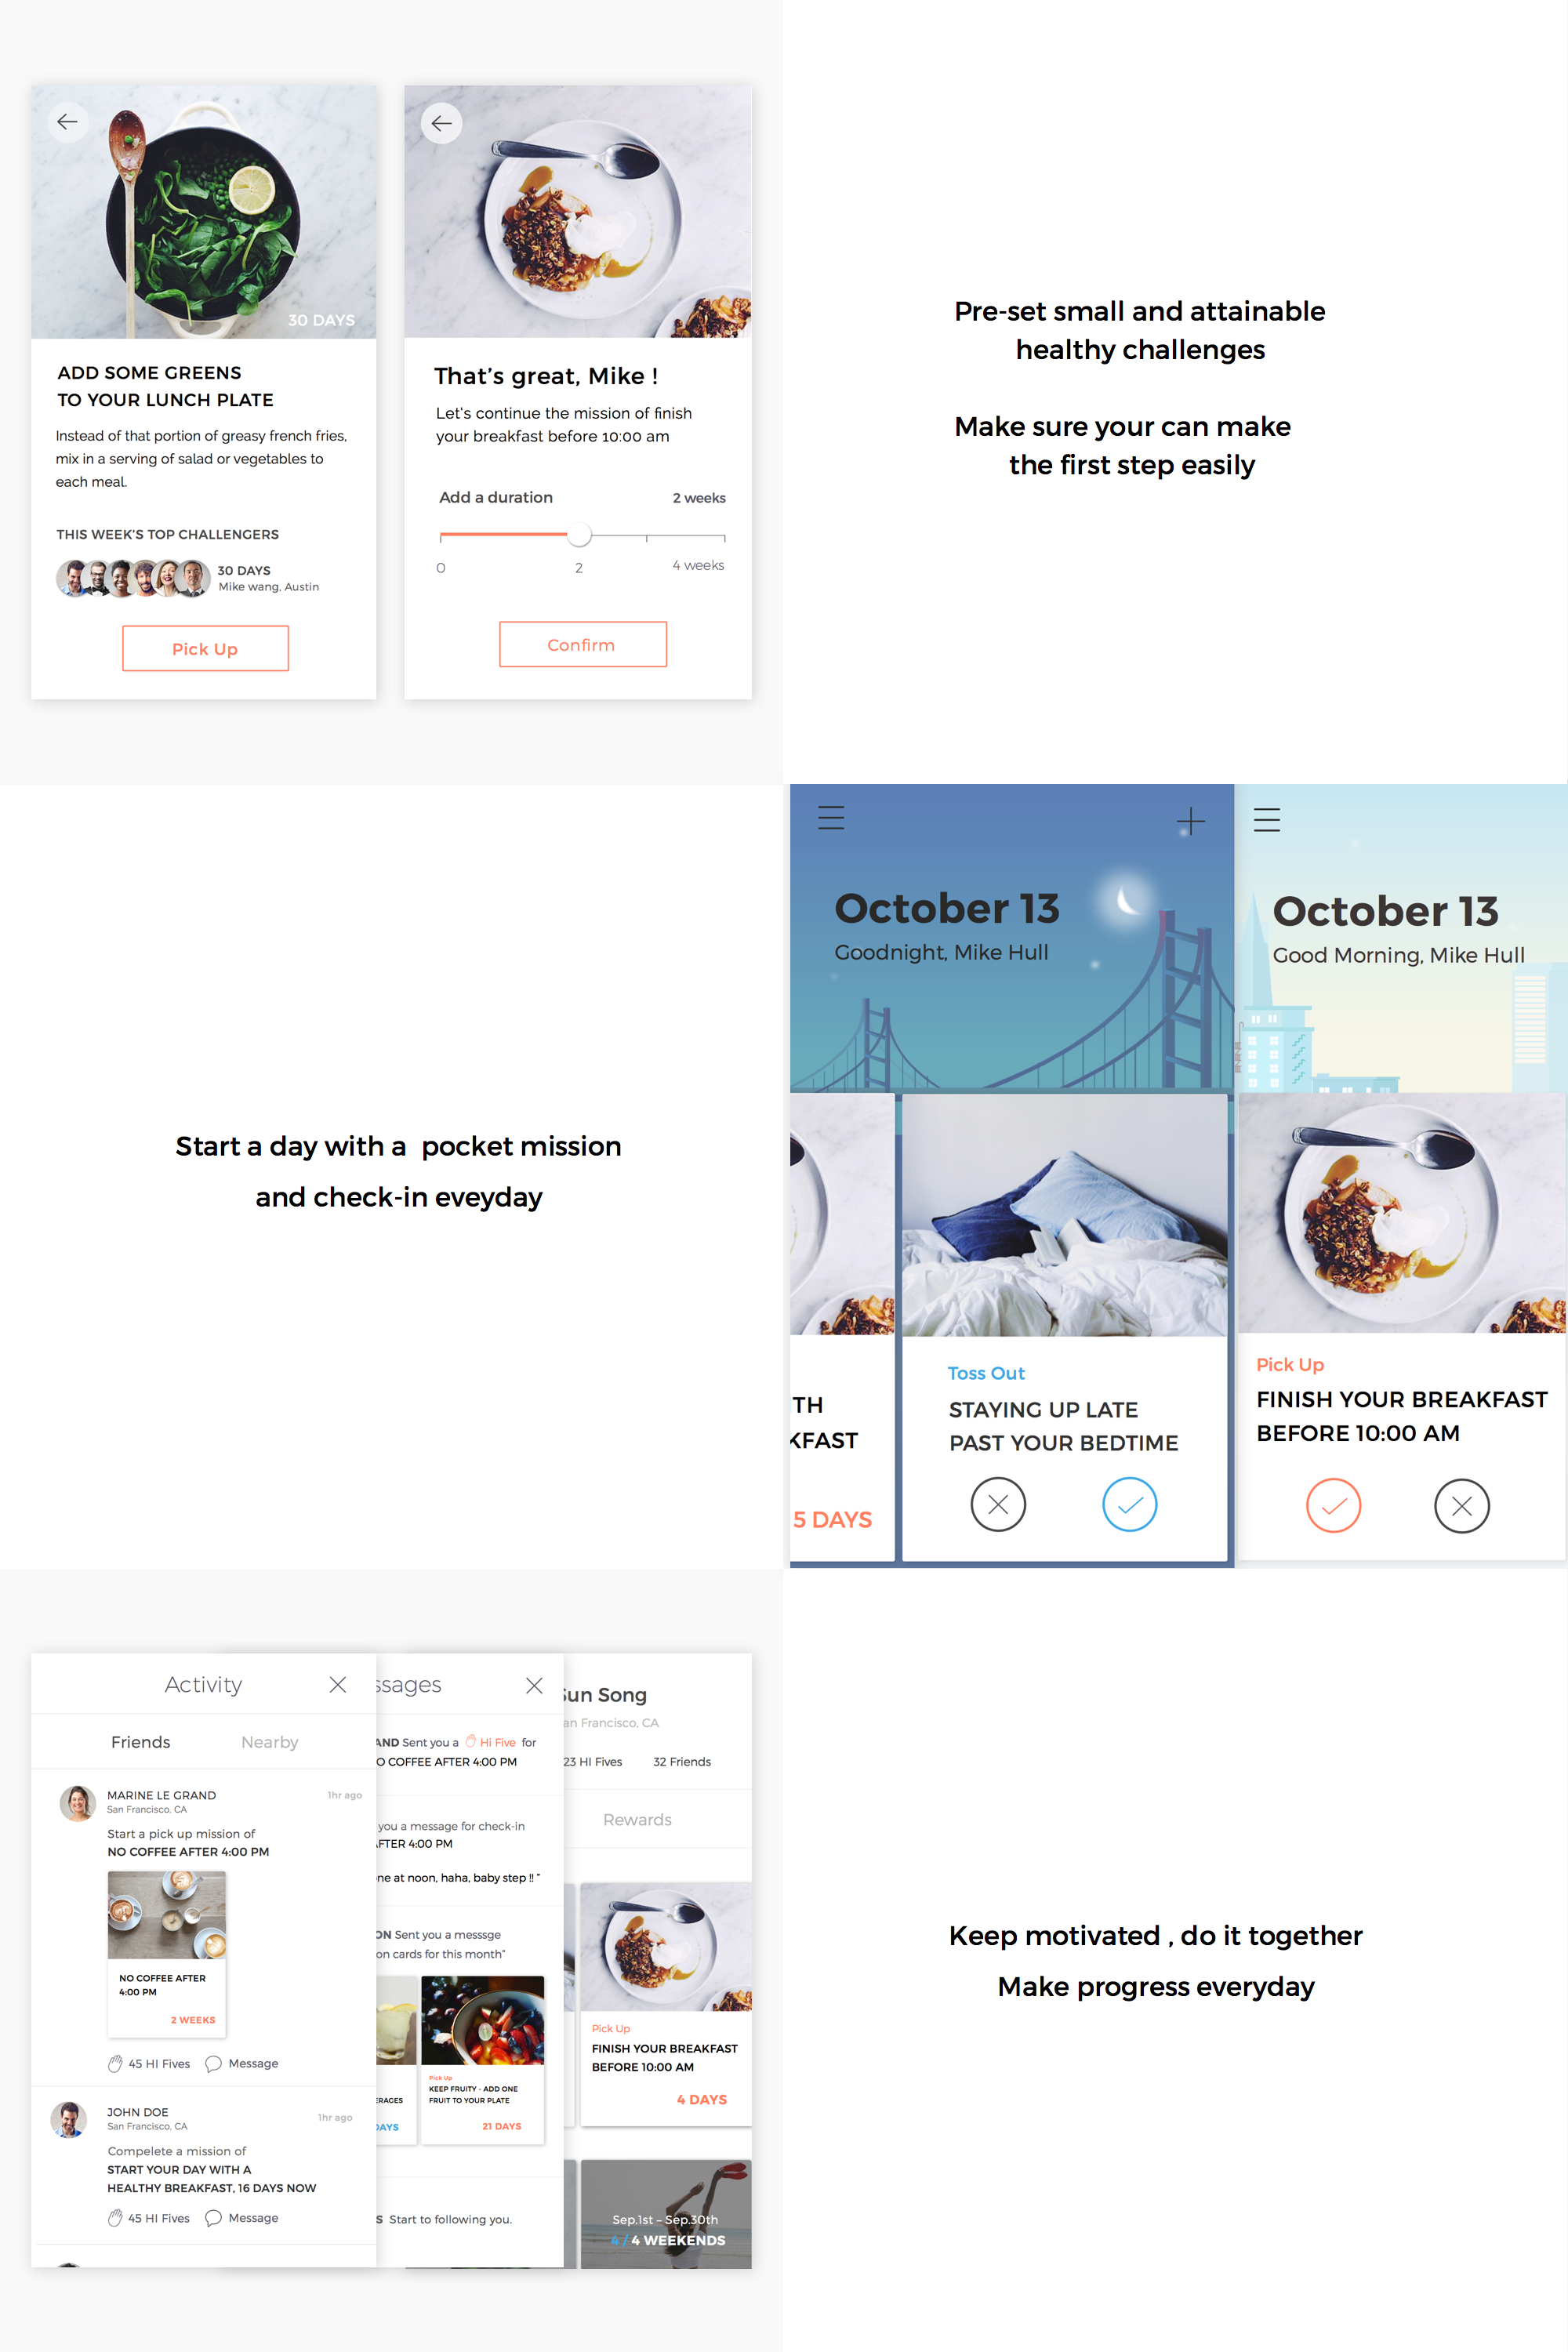 30 DAYS
ADD SOME GREENS
TO YOUR LUNCH PLATE
Instead of that portion of greasy french fries,
mix in a serving of salad or vegetables to
each meal.
THIS WEEK'S TOP CHALLENGERS
30 DAYS
Mike wang, Austin
Pick Up
That's great, Mike !
Let's continue the mission of finish
your breakfast before 10:00 am
Add a duration
2 weeks
0
2
4 weeks
Confirm
Pre-set small and attainable
healthy challenges
Make sure your can make
the first step easily
Start a day with a pocket mission
and check-in eveyday
October 13
Goodnight, Mike Hull
TH
KFAST
5 DAYS
Toss Out
STAYING UP LATE
PAST YOUR BEDTIME
October 13
Good Morning, Mike Hull
Pick Up
FINISH YOUR BREAKFAST
BEFORE 10:00 AM
Activity
Friends
Nearby
MARINE LE GRAND
1hr ago
San Francisco, CA
Start a pick up mission of
NO COFFEE AFTER 4:00 PM
NO COFFEE AFTER
4:00 PM
2 WEEKS
45 HI Fives
Message
JOHN DOE
1hr ago
San Francisco, CA
Compelete a mission of
START YOUR DAY WITH A
HEALTHY BREAKFAST, 16 DAYS NOW
45 HI Fives
Message
ssages
AND Sent you a Hi Five for
O COFFEE AFTER 4:00 PM
you a message for check-in
AFTER 4:00 PM
ne at noon, haha, baby step !! "
ON Sent you a messsge
on cards for this month"
ERAGES
DAYS
Pick Up
KEEP FRUITY - ADD ONE
FRUIT TO YOUR PLATE
21 DAYS
S Start to following you.
Sun Song
an Francisco, CA
23 HI Fives
32 Friends
Rewards
Pick Up
FINISH YOUR BREAKFAST
BEFORE 10:00 AM
4 DAYS
Sep.1st – Sep.30th
4 / 4 WEEKENDS
Keep motivated , do it together
Make progress everyday